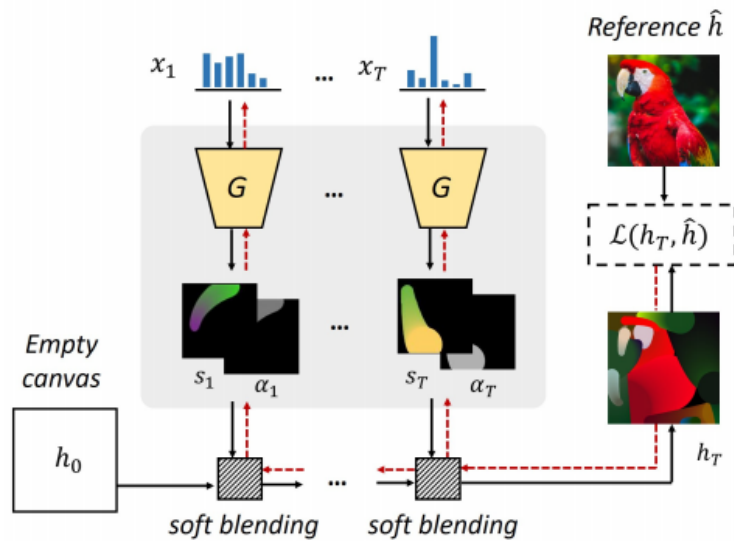 Reference ĥ
x₁
...
x_T
G
...
G
ℒ(h_T, ĥ)
...
s₁
α₁
s_T
α_T
Empty
canvas
h₀
...
h_T
soft blending
soft blending